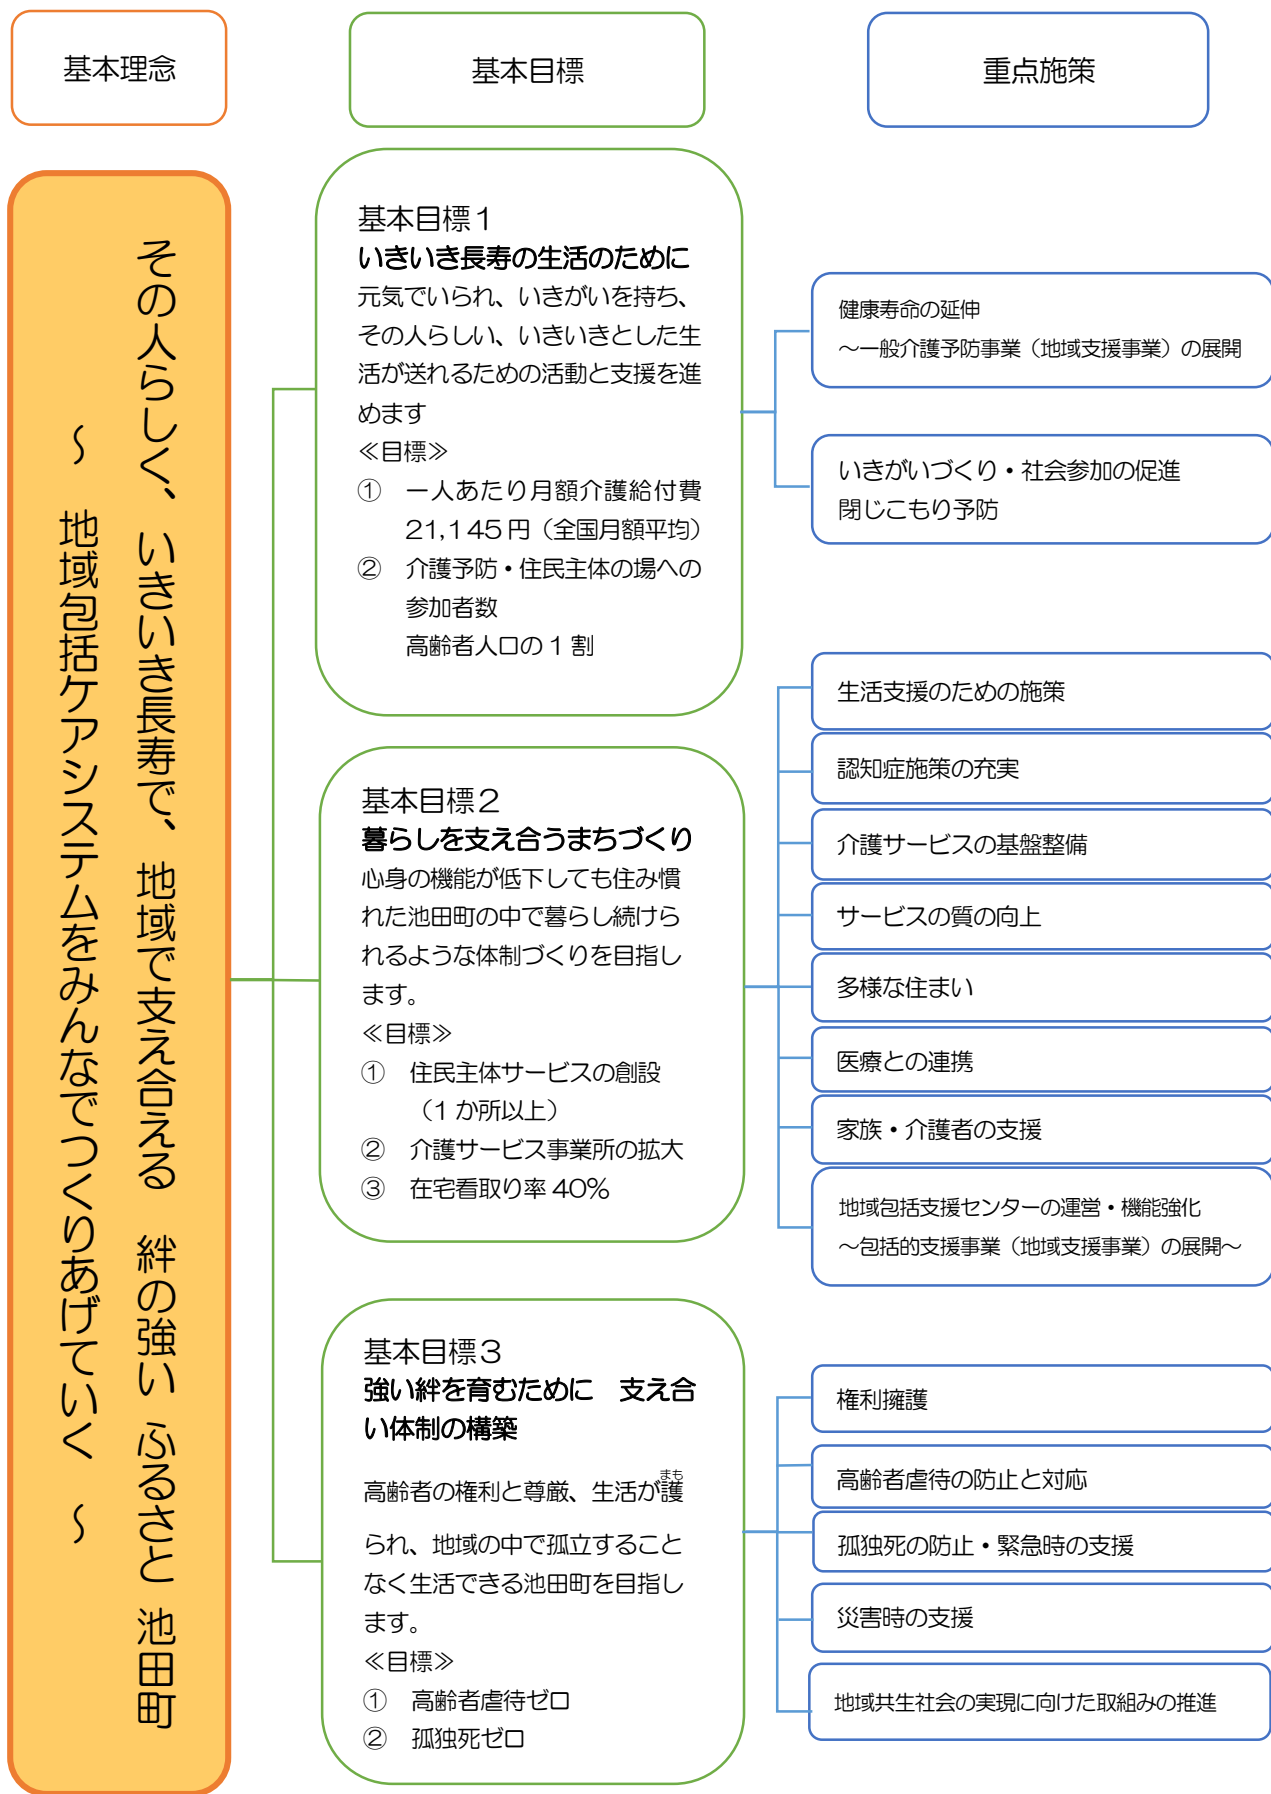 基本理念
基本目標
重点施策
その人らしく、いきいき長寿で、地域で支え合える　絆の強い ふるさと 池田町
～　地域包括ケアシステムをみんなでつくりあげていく　～
基本目標１
いきいき長寿の生活のために
元気でいられ、いきがいを持ち、
その人らしい、いきいきとした生
活が送れるための活動と支援を進
めます
≪目標≫
①　一人あたり月額介護給付費
21,145円（全国月額平均）
②　介護予防・住民主体の場への
参加者数
高齢者人口の1割
健康寿命の延伸
～一般介護予防事業（地域支援事業）の展開
いきがいづくり・社会参加の促進
閉じこもり予防
基本目標２
暮らしを支え合うまちづくり
心身の機能が低下しても住み慣
れた池田町の中で暮らし続けら
れるような体制づくりを目指し
ます。
≪目標≫
①　住民主体サービスの創設
（1か所以上）
②　介護サービス事業所の拡大
③　在宅看取り率40%
生活支援のための施策
認知症施策の充実
介護サービスの基盤整備
サービスの質の向上
多様な住まい
医療との連携
家族・介護者の支援
地域包括支援センターの運営・機能強化
～包括的支援事業（地域支援事業）の展開～
基本目標３
強い絆を育むために　支え合
い体制の構築
まも
高齢者の権利と尊厳、生活が護
られ、地域の中で孤立すること
なく生活できる池田町を目指し
ます。
≪目標≫
①　高齢者虐待ゼロ
②　孤独死ゼロ
権利擁護
高齢者虐待の防止と対応
孤独死の防止・緊急時の支援
災害時の支援
地域共生社会の実現に向けた取組みの推進